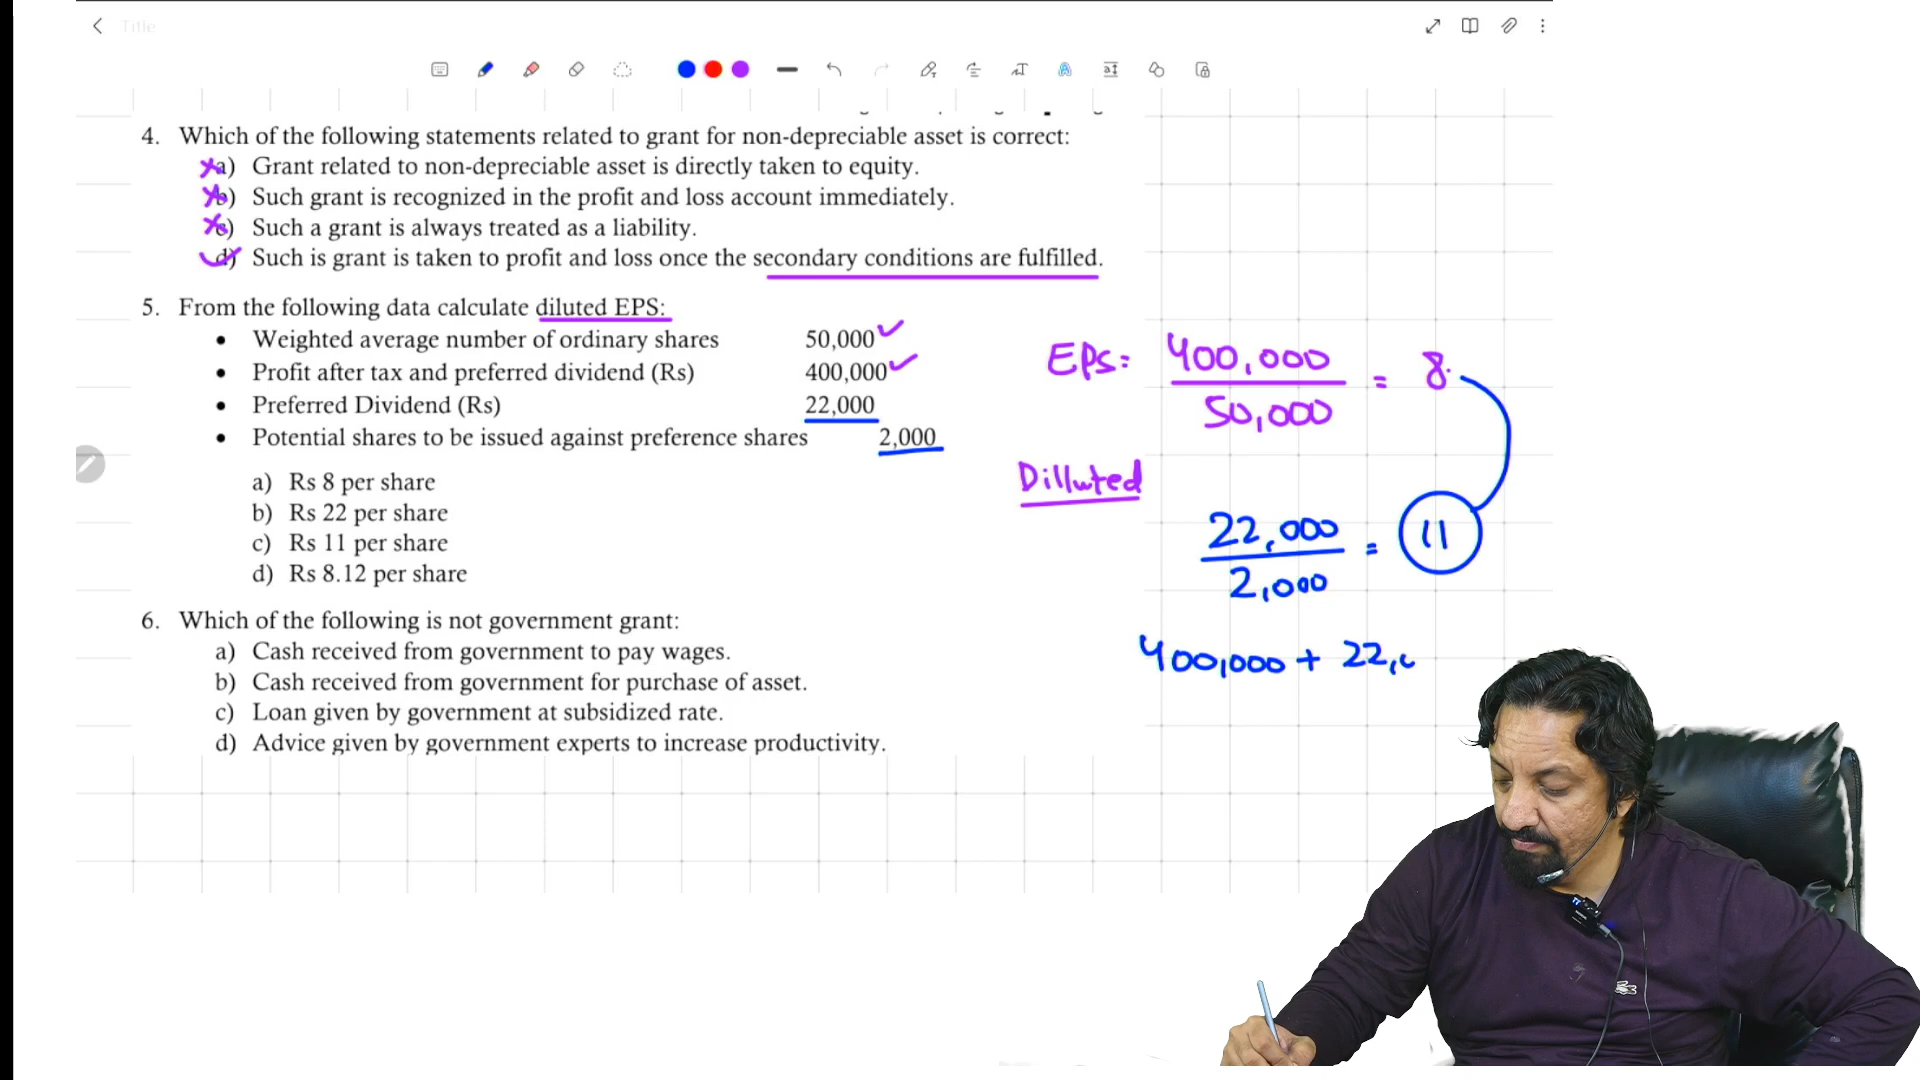 Title
4. Which of the following statements related to grant for non-depreciable asset is correct:
a) Grant related to non-depreciable asset is directly taken to equity.
b) Such grant is recognized in the profit and loss account immediately.
c) Such a grant is always treated as a liability.
d) Such is grant is taken to profit and loss once the secondary conditions are fulfilled.
5. From the following data calculate diluted EPS:
• Weighted average number of ordinary shares 50,000
• Profit after tax and preferred dividend (Rs) 400,000
• Preferred Dividend (Rs) 22,000
• Potential shares to be issued against preference shares 2,000
a) Rs 8 per share
b) Rs 22 per share
c) Rs 11 per share
d) Rs 8.12 per share
6. Which of the following is not government grant:
a) Cash received from government to pay wages.
b) Cash received from government for purchase of asset.
c) Loan given by government at subsidized rate.
d) Advice given by government experts to increase productivity.
EPS: 400,000
50,000
= 8.
Dilluted
22,000
2,000
= 11
400,000 + 22,0